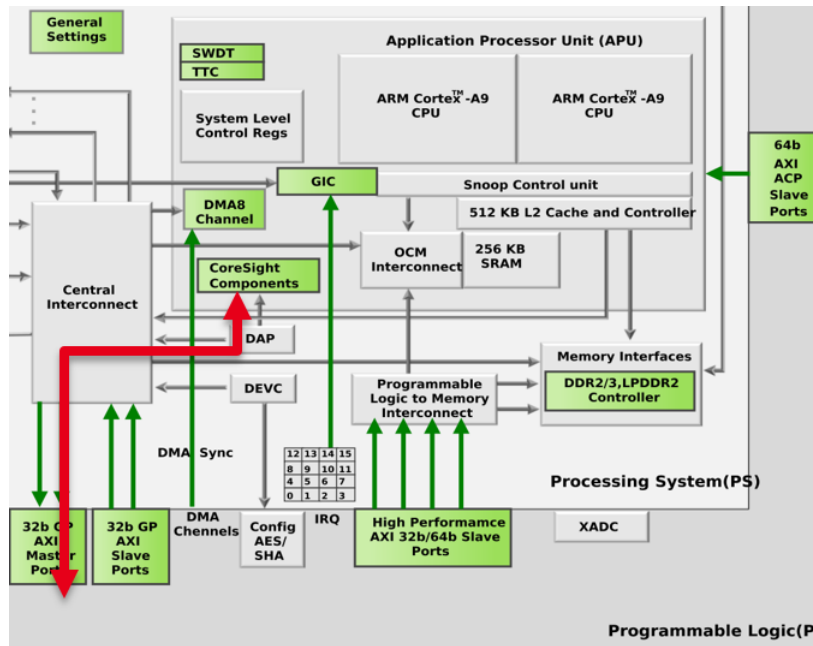 General
Settings
SWDT
TTC
System Level
Control Regs
Application Processor Unit (APU)
ARM Cortex™-A9
CPU
ARM Cortex™-A9
CPU
64b
AXI
ACP
Slave
Ports
GIC
Snoop Control unit
DMA8
Channel
512 KB L2 Cache and Controller
OCM
Interconnect
256 KB
SRAM
CoreSight
Components
Central
Interconnect
DAP
DEVC
Memory Interfaces
DDR2/3,LPDDR2
Controller
Programmable
Logic to Memory
Interconnect
DMA Sync
12 13 14 15
8 9 10 11
4 5 6 7
0 1 2 3
Processing System(PS)
32b GP
AXI
Master
Ports
32b GP
AXI
Slave
Ports
DMA
Channels
Config
AES/
SHA
IRQ
High Performamce
AXI 32b/64b Slave
Ports
XADC
Programmable Logic(P